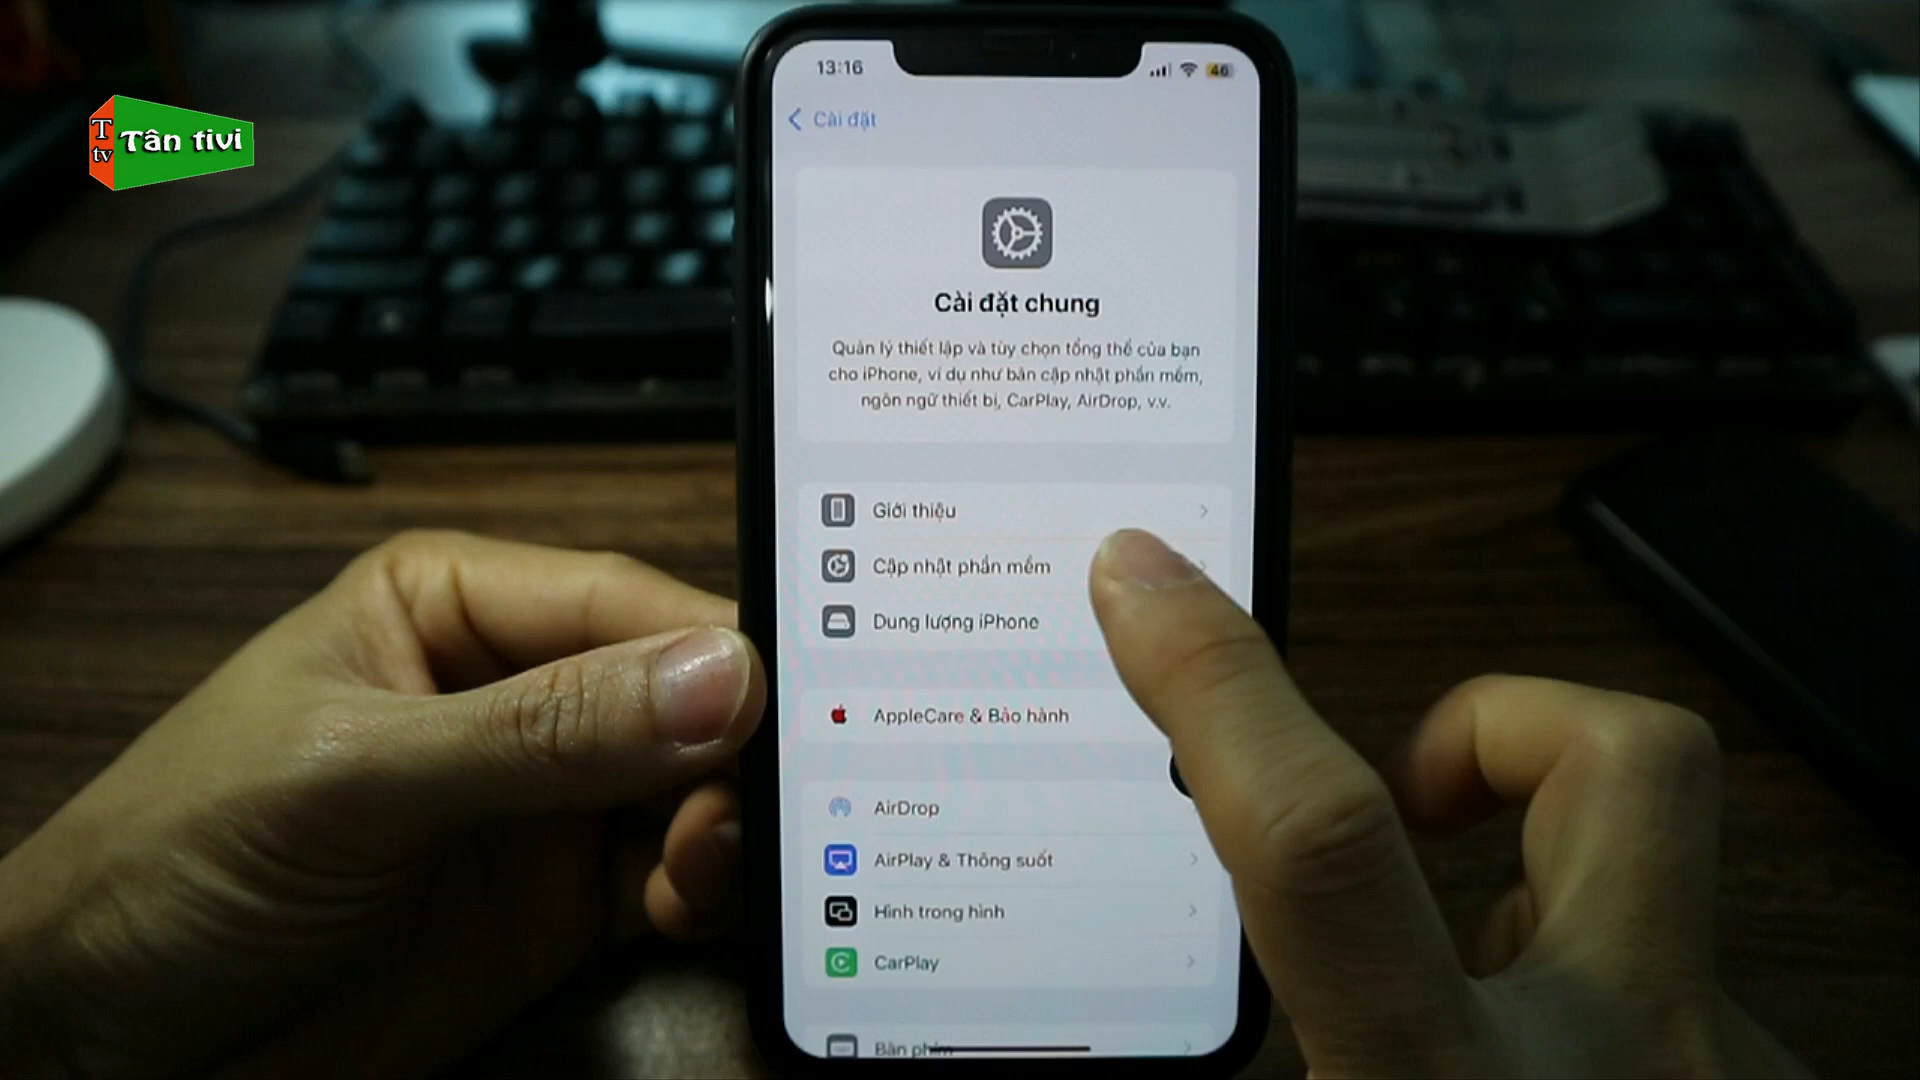 T
tv
Tân tivi
13:16
46
Cài đặt
Cài đặt chung
Quản lý thiết lập và tùy chọn tổng thể của bạn
cho iPhone, ví dụ như bản cập nhật phần mềm,
ngôn ngữ thiết bị, CarPlay, AirDrop, v.v.
Giới thiệu
Cập nhật phần mềm
Dung lượng iPhone
AppleCare & Bảo hành
AirDrop
AirPlay & Thông suốt
Hình trong hình
CarPlay
Bàn phím